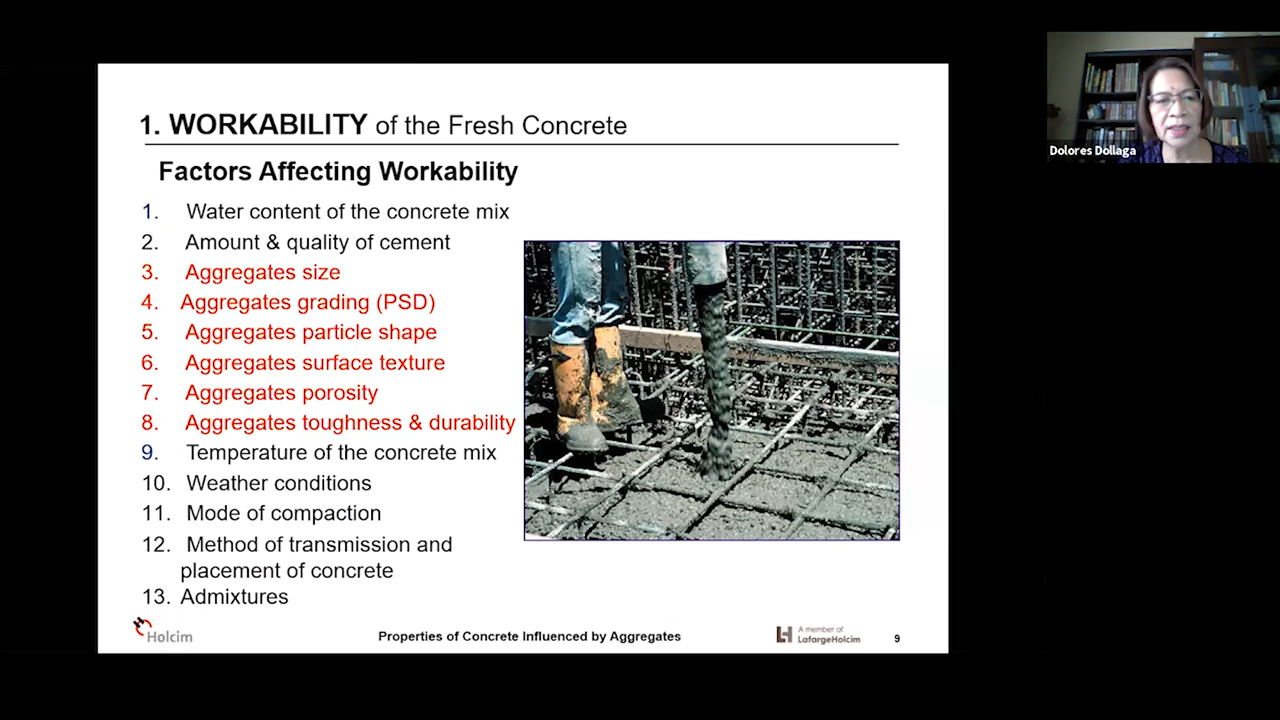 1. WORKABILITY of the Fresh Concrete
Factors Affecting Workability
1. Water content of the concrete mix
2. Amount & quality of cement
3. Aggregates size
4. Aggregates grading (PSD)
5. Aggregates particle shape
6. Aggregates surface texture
7. Aggregates porosity
8. Aggregates toughness & durability
9. Temperature of the concrete mix
10. Weather conditions
11. Mode of compaction
12. Method of transmission and
placement of concrete
13. Admixtures
Holcim
Properties of Concrete Influenced by Aggregates
A member of
LafargeHolcim
9
Dolores Dollaga